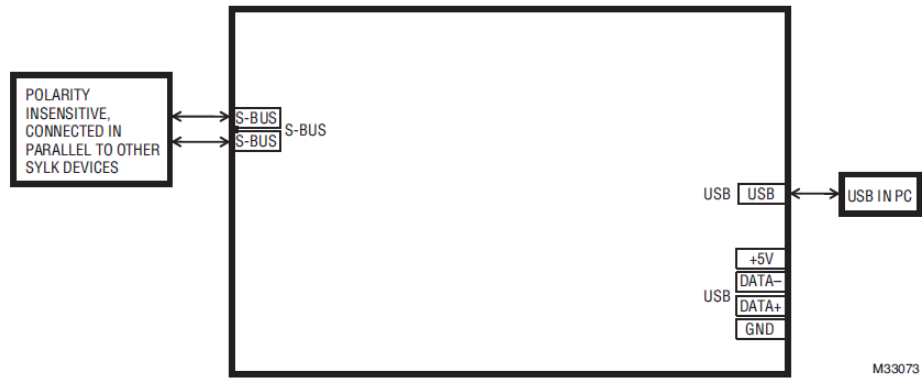 POLARITY
INSENSITIVE,
CONNECTED IN
PARALLEL TO OTHER
SYLK DEVICES
S-BUS
S-BUS
S-BUS
USB
USB
USB IN PC
USB
+5V
DATA–
DATA+
GND
M33073